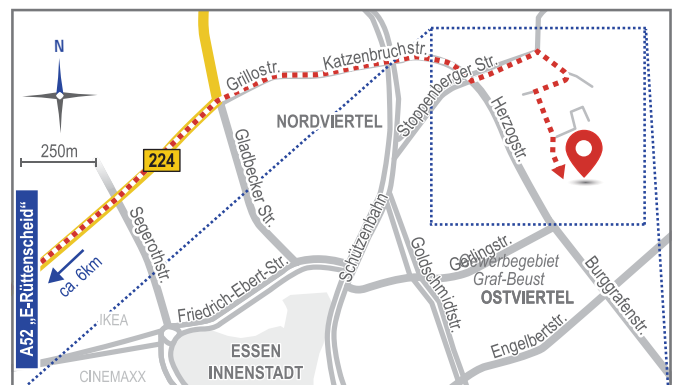 N
250m
224
A52 „E-Rüttenscheid“
ca. 6km
Grillostr.
Katzenbruchstr.
Stoppenberger Str.
Herzogstr.
NORDVIERTEL
Gladbecker Str.
Segerothstr.
Schützenbahn
Friedrich-Ebert-Str.
Goldschmidtstr.
Gerlingstr.
Gewerbegebiet
Graf-Beust
OSTVIERTEL
Burggrafenstr.
Engelbertstr.
IKEA
CINEMAXX
ESSEN
INNENSTADT